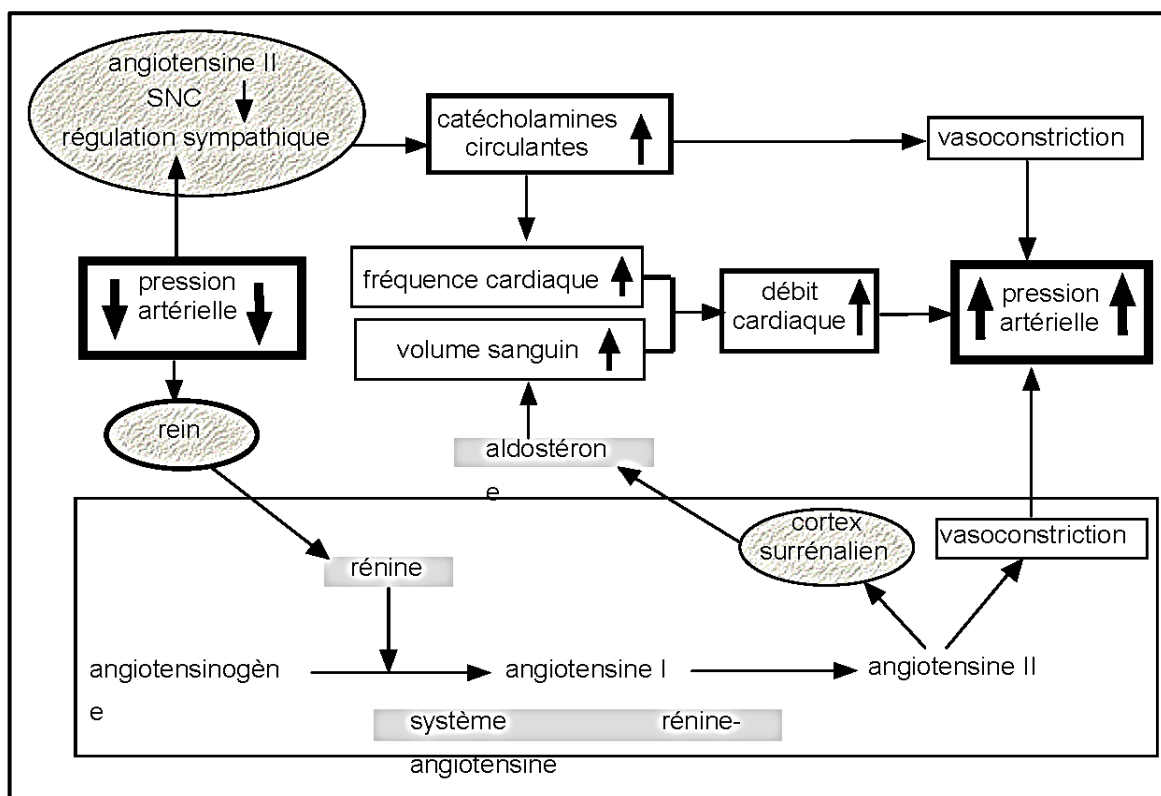 angiotensine II
SNC
régulation sympathique
catécholamines
circulantes
vasoconstriction
pression
artérielle
fréquence cardiaque
volume sanguin
débit
cardiaque
pression
artérielle
rein
aldostéron
e
cortex
surrénalien
vasoconstriction
rénine
angiotensinogèn
e
angiotensine I
angiotensine II
système rénine-
angiotensine